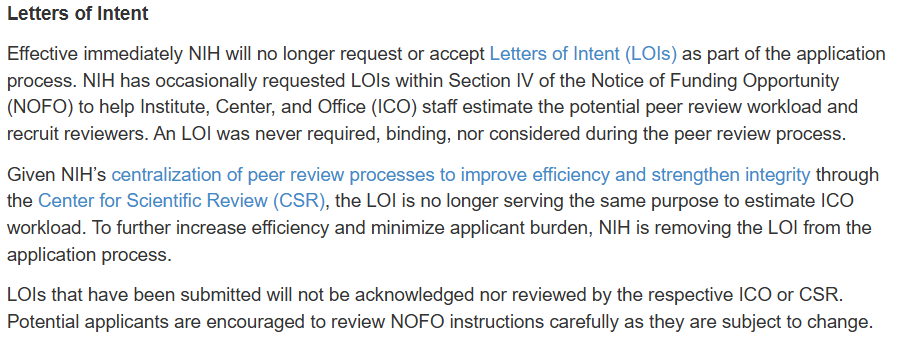 Letters of Intent
Effective immediately NIH will no longer request or accept Letters of Intent (LOIs) as part of the application
process. NIH has occasionally requested LOIs within Section IV of the Notice of Funding Opportunity
(NOFO) to help Institute, Center, and Office (ICO) staff estimate the potential peer review workload and
recruit reviewers. An LOI was never required, binding, nor considered during the peer review process.
Given NIH’s centralization of peer review processes to improve efficiency and strengthen integrity through
the Center for Scientific Review (CSR), the LOI is no longer serving the same purpose to estimate ICO
workload. To further increase efficiency and minimize applicant burden, NIH is removing the LOI from the
application process.
LOIs that have been submitted will not be acknowledged nor reviewed by the respective ICO or CSR.
Potential applicants are encouraged to review NOFO instructions carefully as they are subject to change.